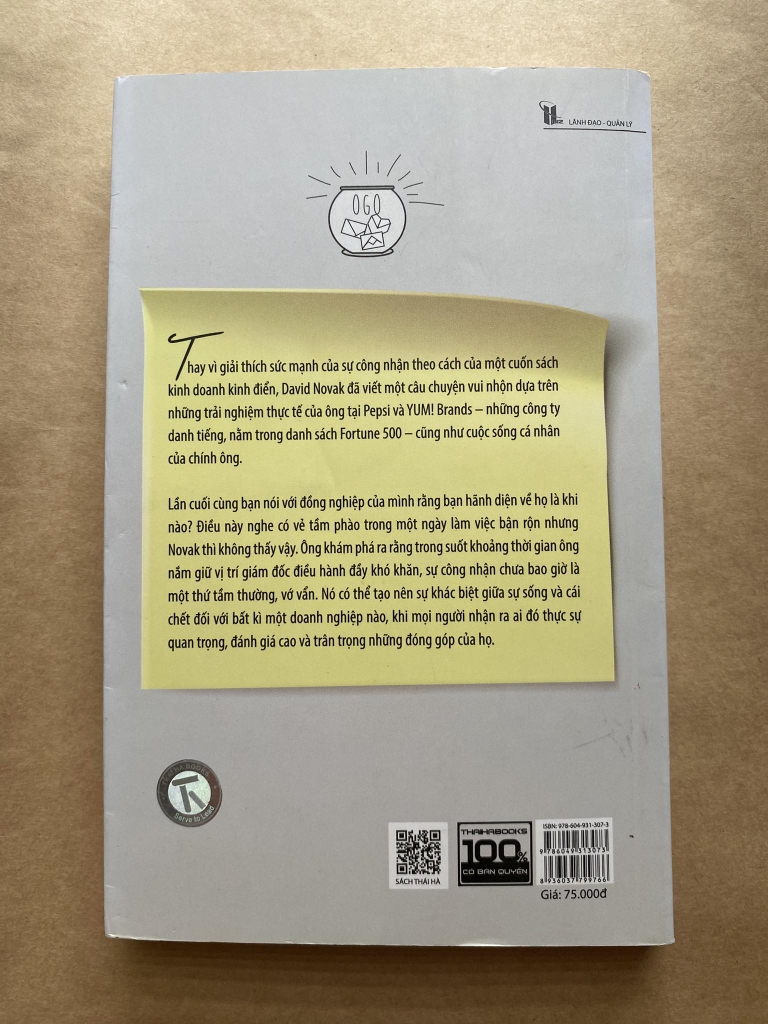 LÃNH ĐẠO - QUẢN LÝ
OGO
Thay vì giải thích sức mạnh của sự công nhận theo cách của một cuốn sách
kinh doanh kinh điển, David Novak đã viết một câu chuyện vui nhộn dựa trên
những trải nghiệm thực tế của ông tại Pepsi và YUM! Brands – những công ty
danh tiếng, nằm trong danh sách Fortune 500 – cũng như cuộc sống cá nhân
của chính ông.
Lần cuối cùng bạn nói với đồng nghiệp của mình rằng bạn hãnh diện về họ là khi
nào? Điều này nghe có vẻ tầm phào trong một ngày làm việc bận rộn nhưng
Novak thì không thấy vậy. Ông khám phá ra rằng trong suốt khoảng thời gian ông
nắm giữ vị trí giám đốc điều hành đầy khó khăn, sự công nhận chưa bao giờ là
một thứ tầm thường, vớ vẩn. Nó có thể tạo nên sự khác biệt giữa sự sống và cái
chết đối với bất kì một doanh nghiệp nào, khi mọi người nhận ra ai đó thực sự
quan trọng, đánh giá cao và trân trọng những đóng góp của họ.
Serve to Lead
SÁCH THÁI HÀ
THAIHABOOKS
100%
CÓ BẢN QUYỀN
ISBN: 978-604-931-307-3
9 786049 313073
8 936037 799766
Giá: 75.000đ